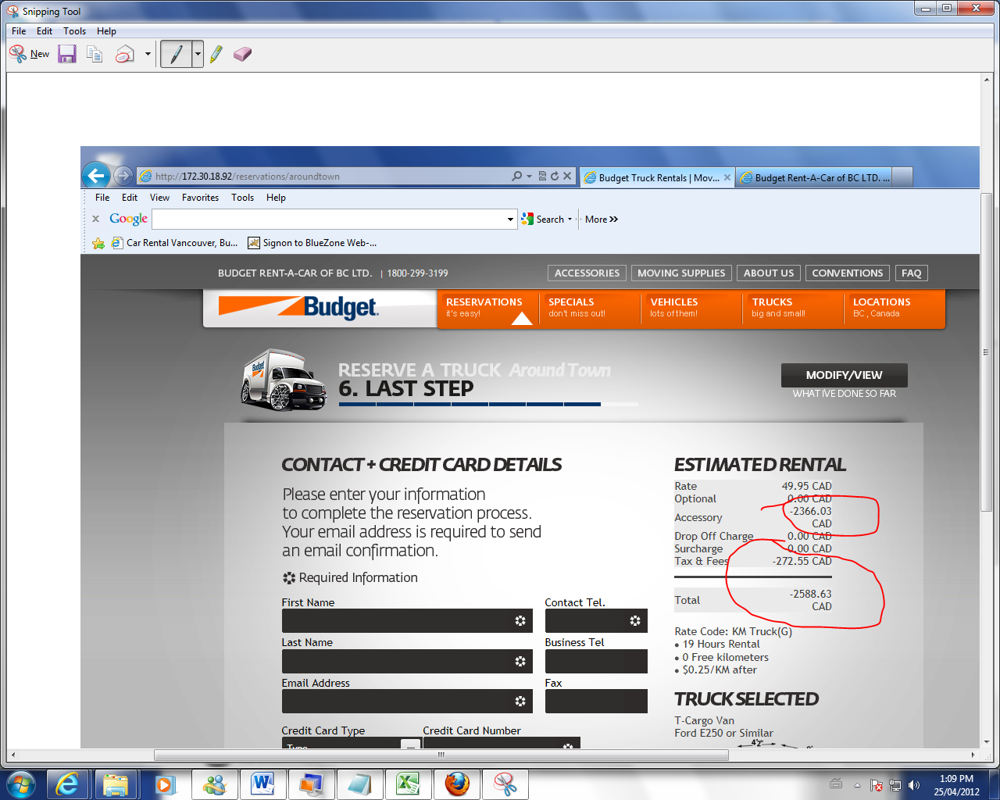 Snipping Tool
File Edit Tools Help
New
http://172.30.18.92/reservations/aroundtown
Budget Truck Rentals | Mov...
Budget Rent-A-Car of BC LTD. ...
File Edit View Favorites Tools Help
x Google Search More »
Car Rental Vancouver, Bu... Signon to BlueZone Web-...
BUDGET RENT-A-CAR OF BC LTD. | 1800-299-3199
ACCESSORIES MOVING SUPPLIES ABOUT US CONVENTIONS FAQ
Budget
RESERVATIONS SPECIALS VEHICLES TRUCKS LOCATIONS
it's easy! don't miss out! lots of them! big and small! BC , Canada
Budget
RESERVE A TRUCK Around Town
6. LAST STEP
MODIFY/VIEW
WHAT IVE DONE SO FAR
CONTACT + CREDIT CARD DETAILS
Please enter your information
to complete the reservation process.
Your email address is required to send
an email confirmation.
Required Information
First Name Contact Tel.
Last Name Business Tel
Email Address Fax
Credit Card Type Credit Card Number
Type
ESTIMATED RENTAL
Rate 49.95 CAD
Optional 0.00 CAD
Accessory -2366.03
CAD
Drop Off Charge 0.00 CAD
Surcharge 0.00 CAD
Tax & Fees -272.55 CAD
Total -2588.63
CAD
Rate Code: KM Truck(G)
• 19 Hours Rental
• 0 Free kilometers
• $0.25/KM after
TRUCK SELECTED
T-Cargo Van
Ford E250 or Similar
4'2"
1:09 PM
25/04/2012